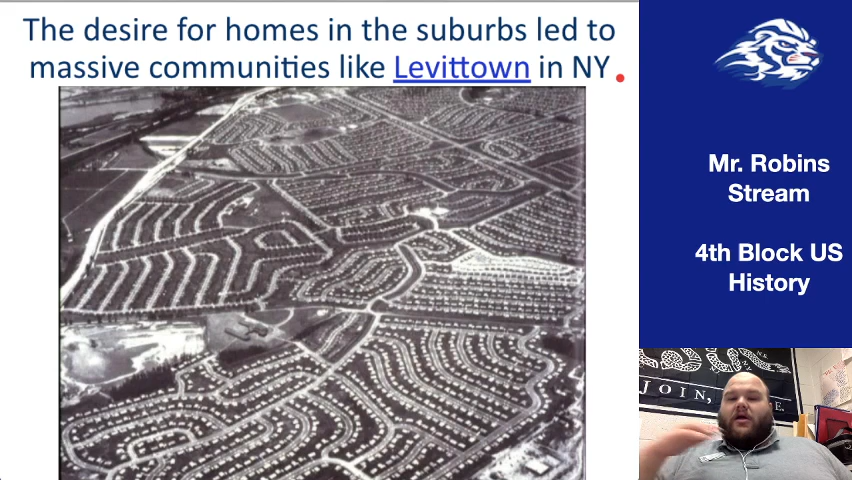 The desire for homes in the suburbs led to
massive communities like Levittown in NY
Mr. Robins
Stream
4th Block US
History
JOIN,